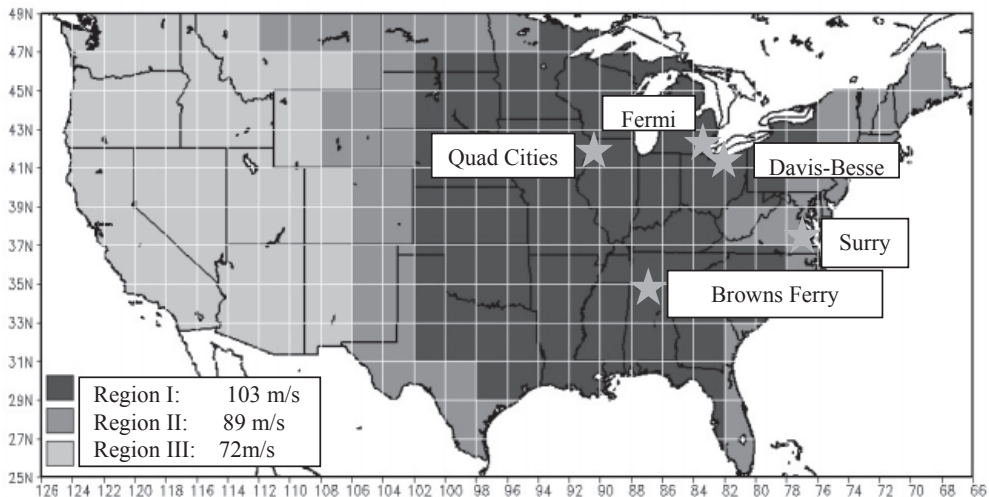 49N
47N
45N
43N
41N
39N
37N
35N
33N
31N
29N
27N
25N
Fermi
Quad Cities
Davis-Besse
Surry
Browns Ferry
Region I: 103 m/s
Region II: 89 m/s
Region III: 72m/s
126 124 122 120 118 116 114 112 110 108 106 104 102 100 98 96 94 92 90 88 86 84 82 80 78 76 74 72 70 68 66